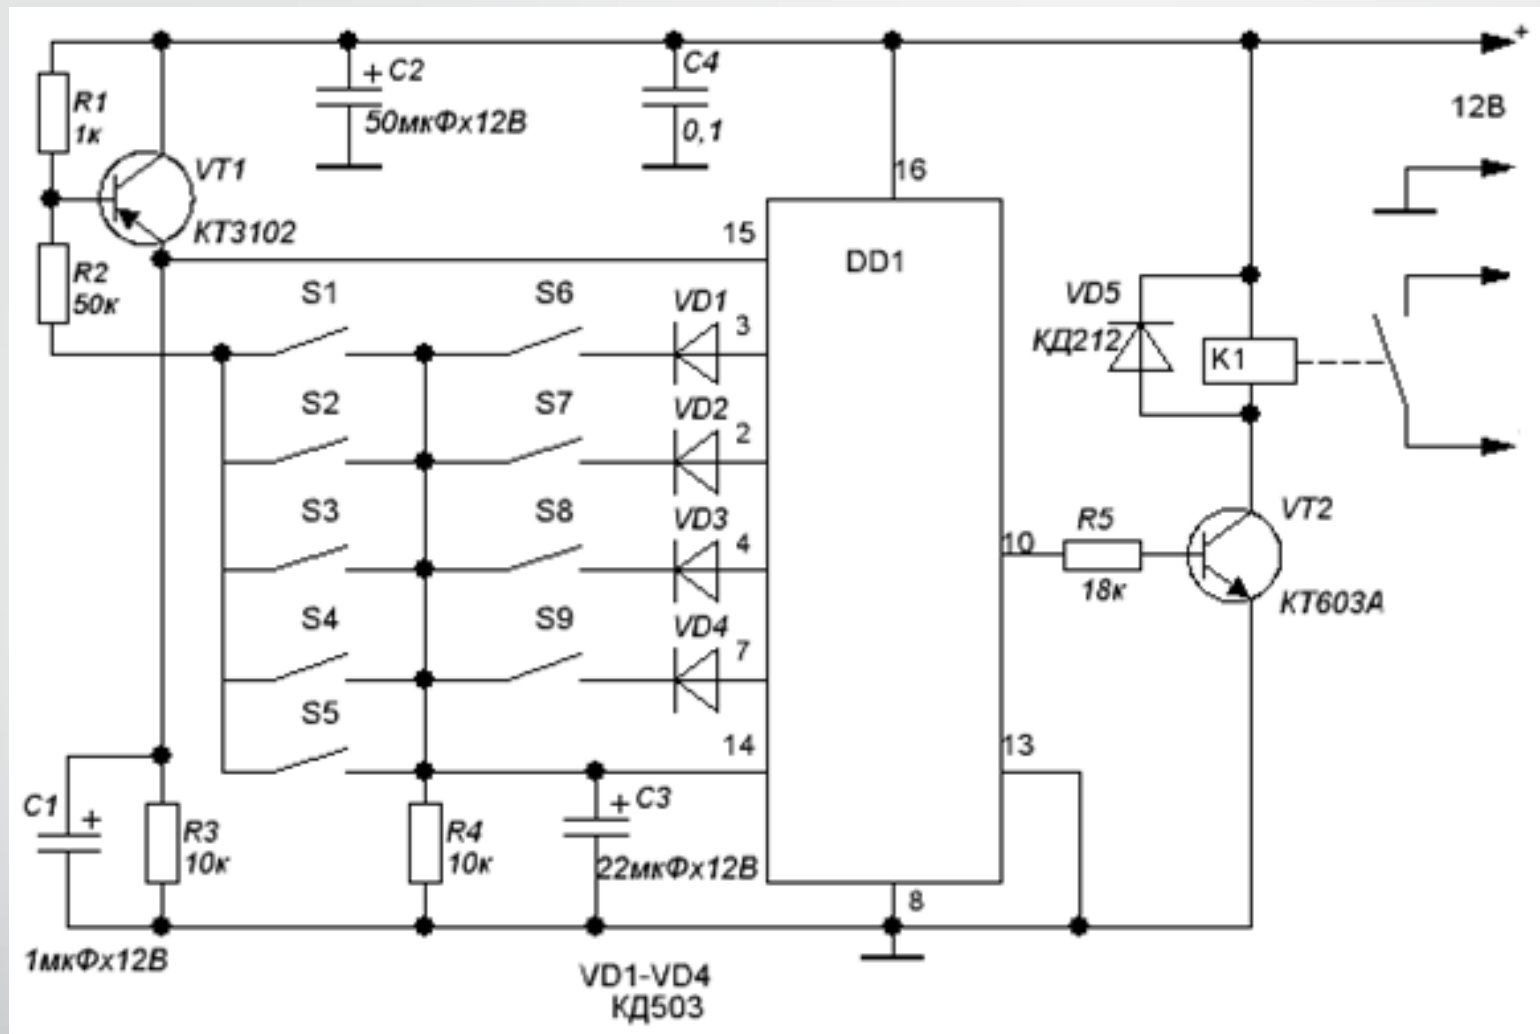 +
C2
C4
R1
50мкФх12В
0,1
12В
1к
16
VT1
КТ3102
15
R2
DD1
50к
S1
S6
VD1
VD5
3
КД212
K1
S2
S7
VD2
2
S3
S8
VD3
R5
VT2
4
10
18к
КТ603А
S4
S9
VD4
7
S5
14
13
C1
+
+
C3
R3
R4
10к
10к
22мкФх12В
8
1мкФх12В
VD1-VD4
КД503
+